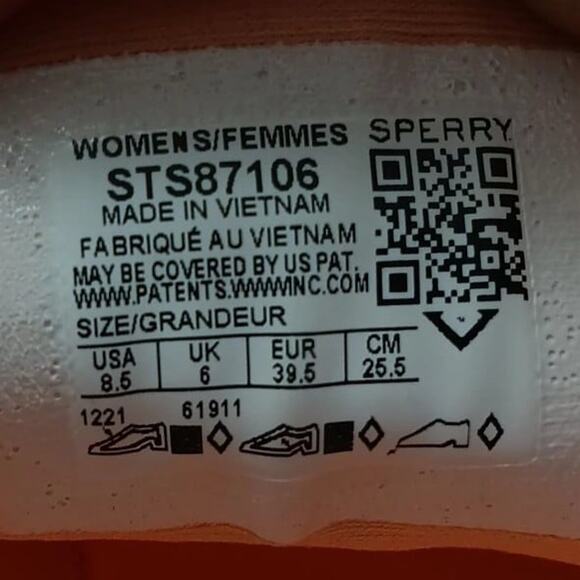 WOMENS/FEMMES SPERRY
STS87106
MADE IN VIETNAM
FABRIQUÉ AU VIETNAM
MAY BE COVERED BY US PAT.
WWW.PATENTS.WWWINC.COM
SIZE/GRANDEUR
USA UK EUR CM
8.5 6 39.5 25.5
1221 61911